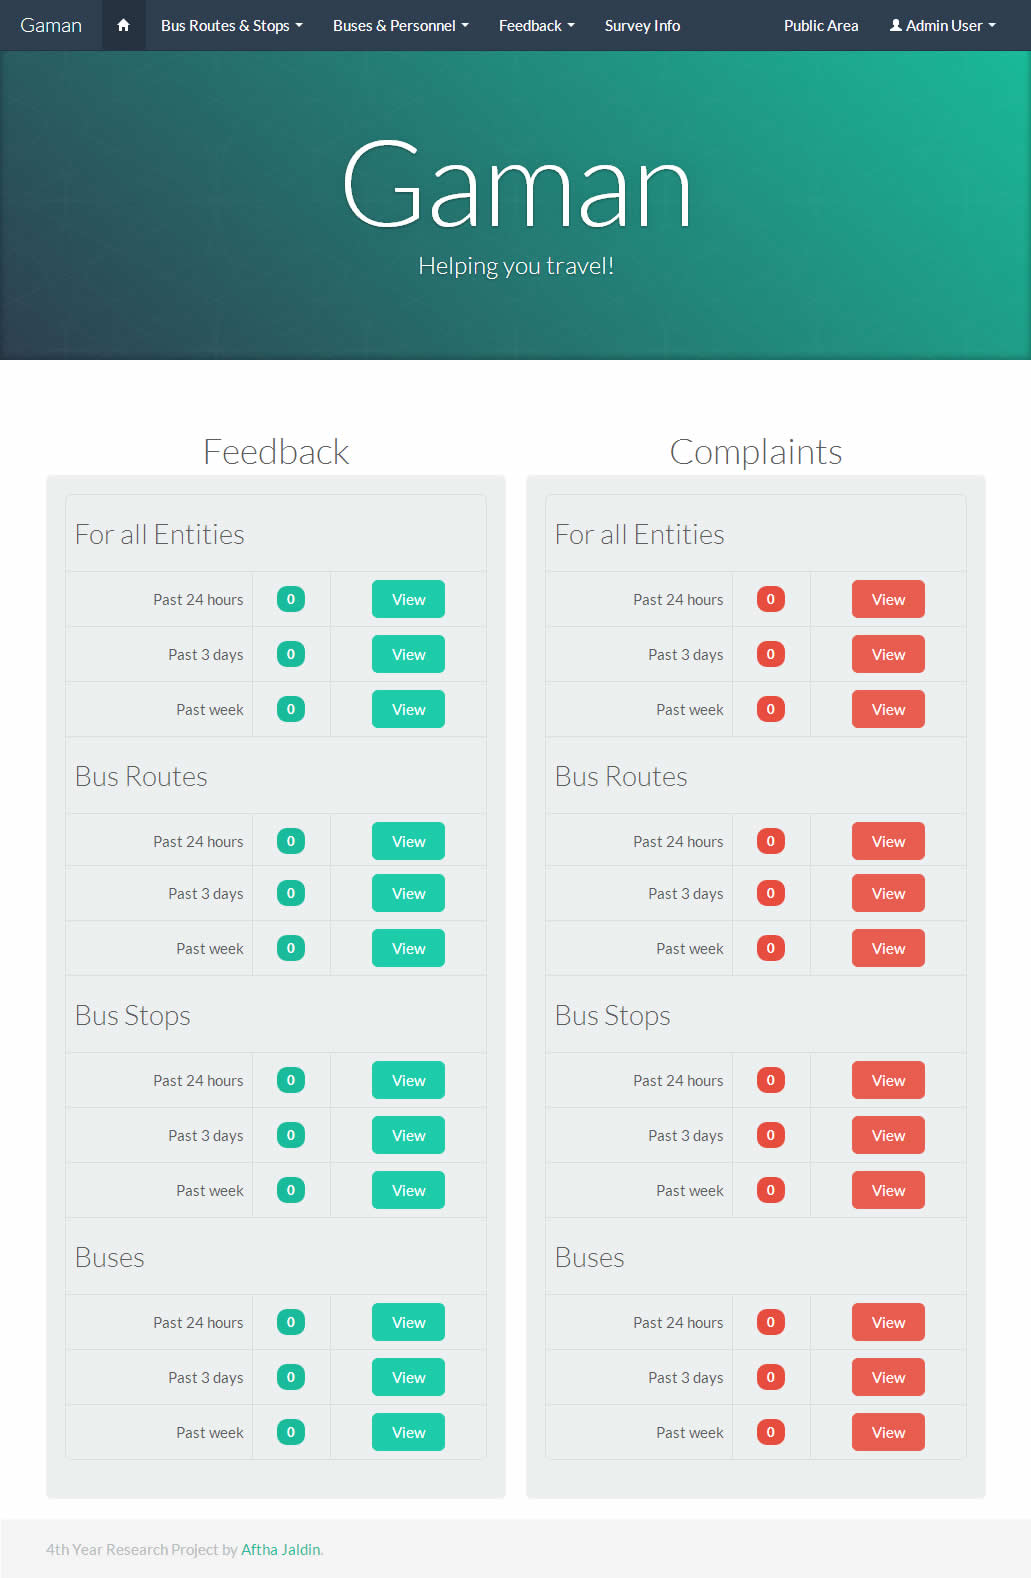 Gaman Bus Routes & Stops Buses & Personnel Feedback Survey Info Public Area Admin User
Gaman
Helping you travel!
Feedback
For all Entities
Past 24 hours 0 View
Past 3 days 0 View
Past week 0 View
Bus Routes
Past 24 hours 0 View
Past 3 days 0 View
Past week 0 View
Bus Stops
Past 24 hours 0 View
Past 3 days 0 View
Past week 0 View
Buses
Past 24 hours 0 View
Past 3 days 0 View
Past week 0 View
Complaints
For all Entities
Past 24 hours 0 View
Past 3 days 0 View
Past week 0 View
Bus Routes
Past 24 hours 0 View
Past 3 days 0 View
Past week 0 View
Bus Stops
Past 24 hours 0 View
Past 3 days 0 View
Past week 0 View
Buses
Past 24 hours 0 View
Past 3 days 0 View
Past week 0 View
4th Year Research Project by Aftha Jaldin.